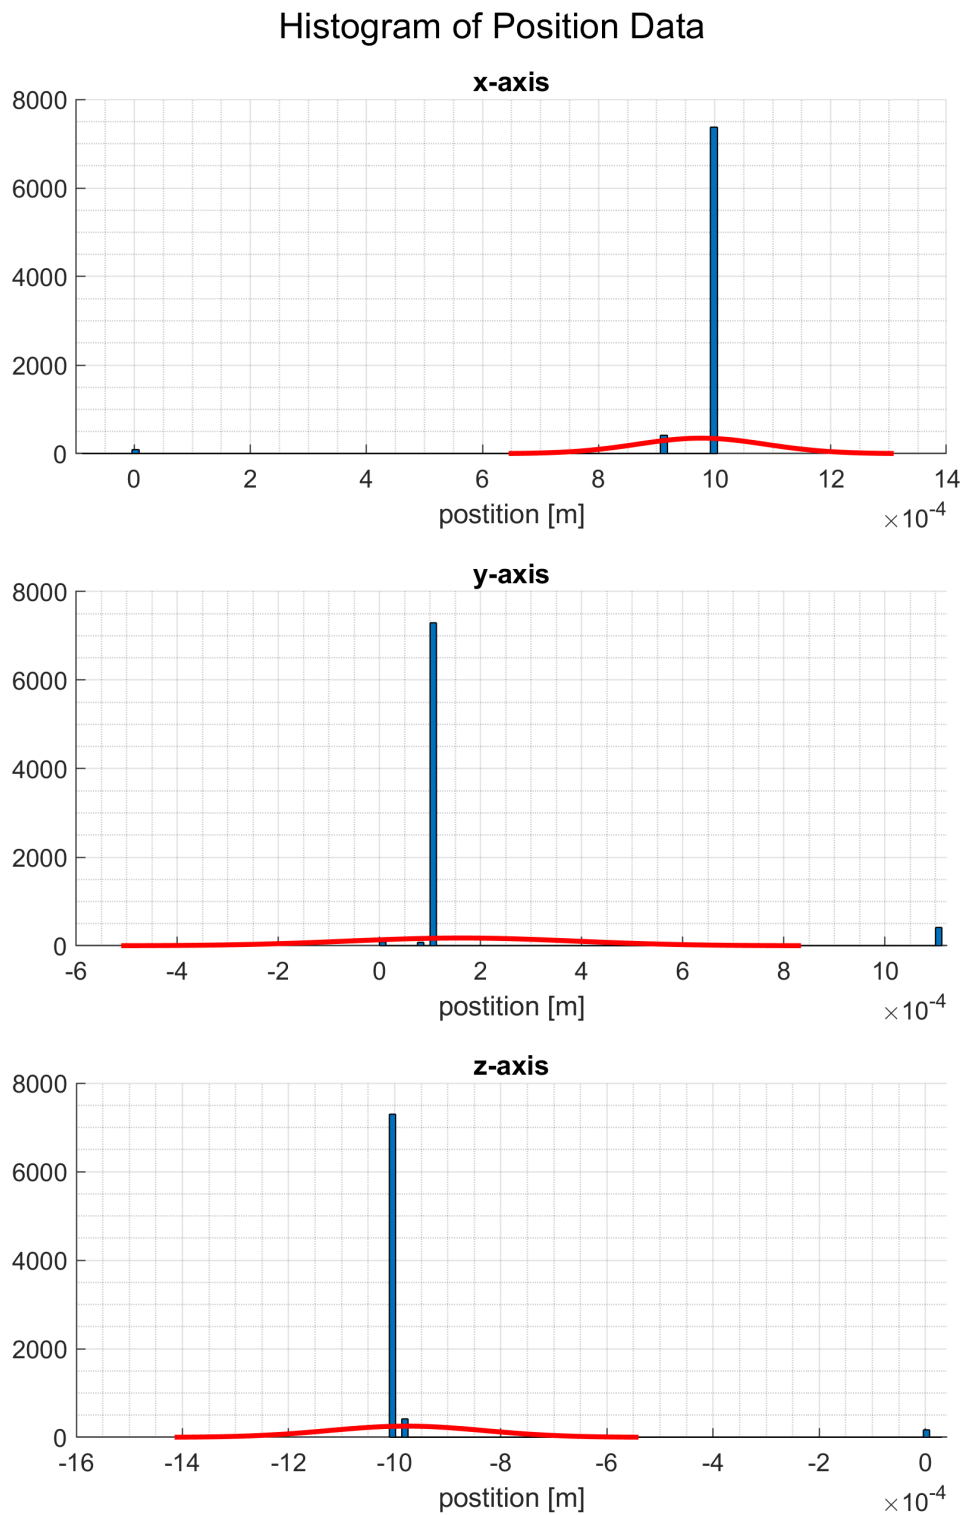 Histogram of Position Data
x-axis
8000
6000
4000
2000
0
0 2 4 6 8 10 12 14
postition [m]
×10-4
y-axis
8000
6000
4000
2000
0
-6 -4 -2 0 2 4 6 8 10
postition [m]
×10-4
z-axis
8000
6000
4000
2000
0
-16 -14 -12 -10 -8 -6 -4 -2 0
postition [m]
×10-4